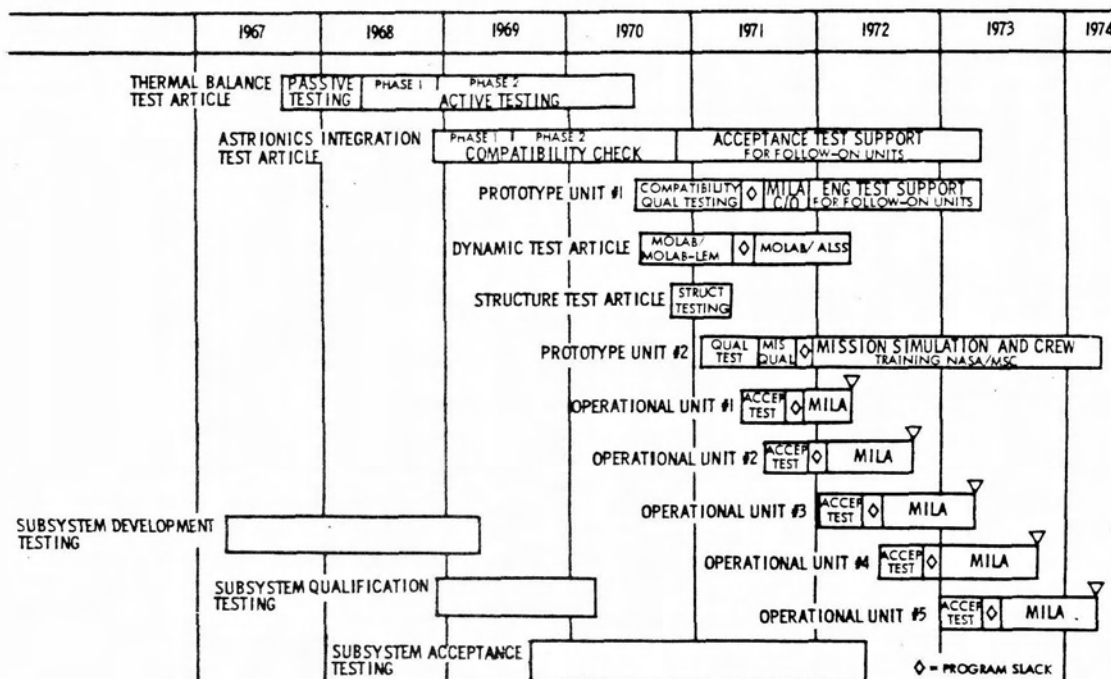 1967 1968 1969 1970 1971 1972 1973 1974
THERMAL BALANCE
TEST ARTICLE
PASSIVE
TESTING
PHASE 1 PHASE 2
ACTIVE TESTING
ASTRIONICS INTEGRATION
TEST ARTICLE
PHASE 1 PHASE 2
COMPATIBILITY CHECK
ACCEPTANCE TEST SUPPORT
FOR FOLLOW-ON UNITS
PROTOTYPE UNIT #1
COMPATIBILITY
QUAL TESTING
◊
MILA
C/O
ENG TEST SUPPORT
FOR FOLLOW-ON UNITS
DYNAMIC TEST ARTICLE
MOLAB/
MOLAB-LEM
◊
MOLAB/ ALSS
STRUCTURE TEST ARTICLE
STRUCT
TESTING
PROTOTYPE UNIT #2
QUAL
TEST
MIS
QUAL
◊
MISSION SIMULATION AND CREW
TRAINING NASA/MSC
OPERATIONAL UNIT #1
ACCEP
TEST
◊
MILA
OPERATIONAL UNIT #2
ACCEP
TEST
◊
MILA
OPERATIONAL UNIT #3
ACCEP
TEST
◊
MILA
SUBSYSTEM DEVELOPMENT
TESTING
OPERATIONAL UNIT #4
ACCEP
TEST
◊
MILA
SUBSYSTEM QUALIFICATION
TESTING
OPERATIONAL UNIT #5
ACCEP
TEST
◊
MILA
SUBSYSTEM ACCEPTANCE
TESTING
◊ = PROGRAM SLACK